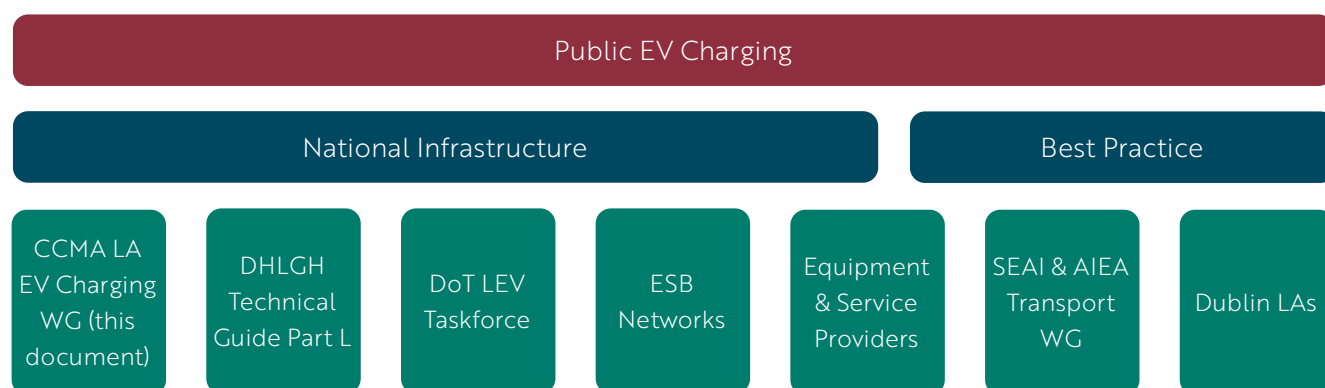 Public EV Charging
National Infrastructure
Best Practice
CCMA LA
EV Charging
WG (this
document)
DHLGH
Technical
Guide Part L
DoT LEV
Taskforce
ESB
Networks
Equipment
& Service
Providers
SEAI & AIEA
Transport
WG
Dublin LAs